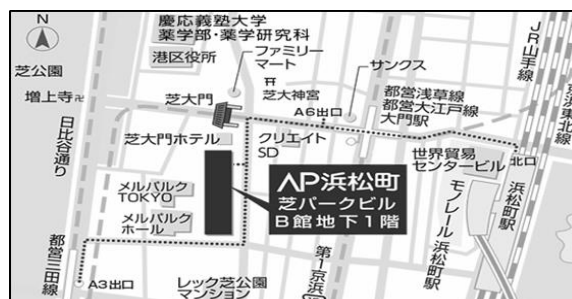 N
慶応義塾大学
薬学部・薬学研究科
港区役所
ファミリー
マート
サンクス
JR山手線
京浜東北線
芝公園
増上寺卍
芝大神宮
都営浅草線
都営大江戸線
大門駅
A6出口
芝大門
日比谷通り
芝大門ホテル
クリエイト
SD
世界貿易
センタービル
北口
浜松町駅
AP浜松町
芝パークビル
B館地下1階
メルパルク
TOKYO
メルパルク
ホール
モノレール
浜松町駅
都営三田線
A3出口
レック芝公園
マンション
第1京浜